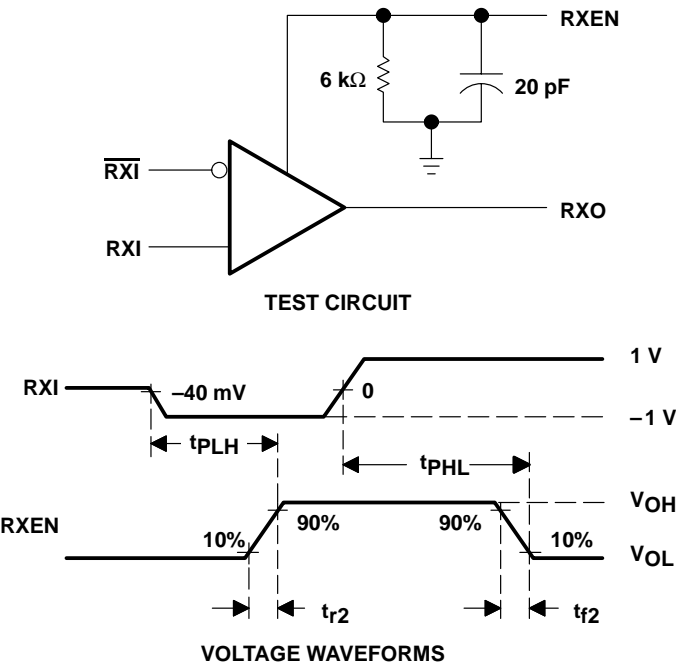 RXEN
6 kΩ
20 pF
RXI
RXO
RXI
TEST CIRCUIT
1 V
RXI
–40 mV
0
–1 V
tPLH
tPHL
VOH
RXEN
10%
90%
90%
10%
VOL
tr2
tf2
VOLTAGE WAVEFORMS